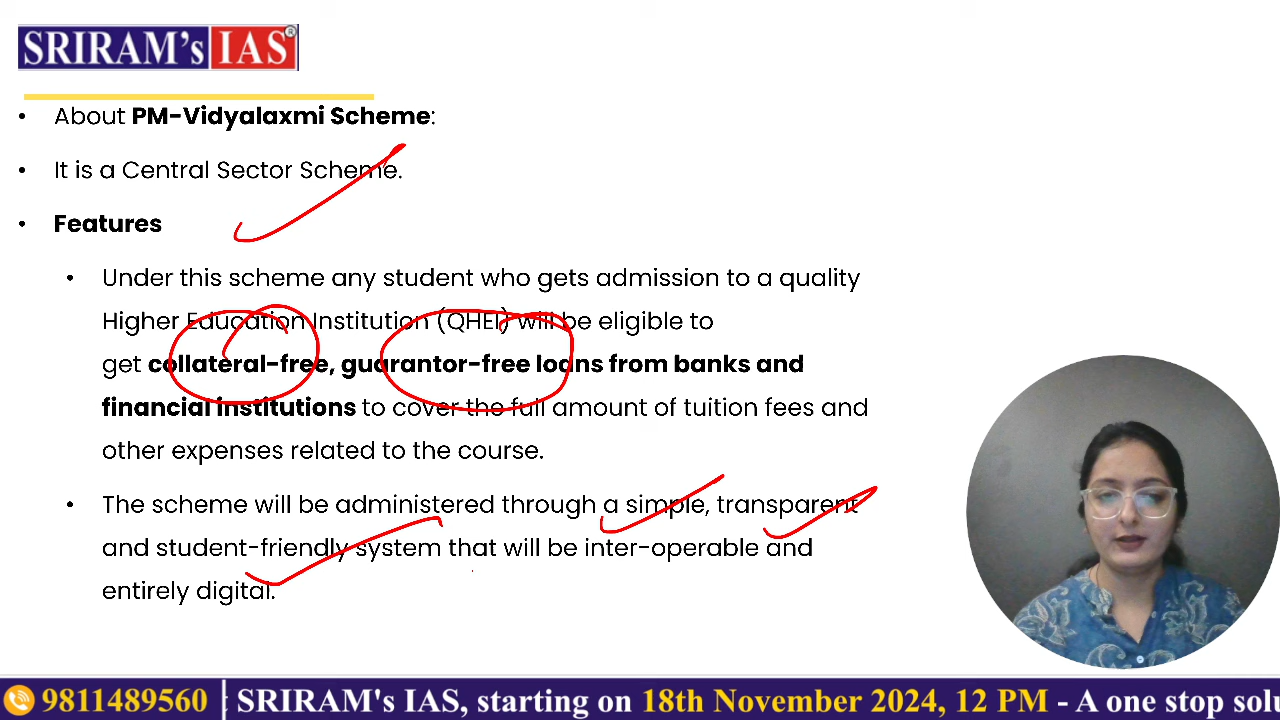 SRIRAM's IAS®
• About PM-Vidyalaxmi Scheme:
• It is a Central Sector Scheme.
• Features
• Under this scheme any student who gets admission to a quality
Higher Education Institution (QHEI) will be eligible to
get collateral-free, guarantor-free loans from banks and
financial institutions to cover the full amount of tuition fees and
other expenses related to the course.
• The scheme will be administered through a simple, transparent
and student-friendly system that will be inter-operable and
entirely digital.
9811489560 SRIRAM's IAS, starting on 18th November 2024, 12 PM - A one stop